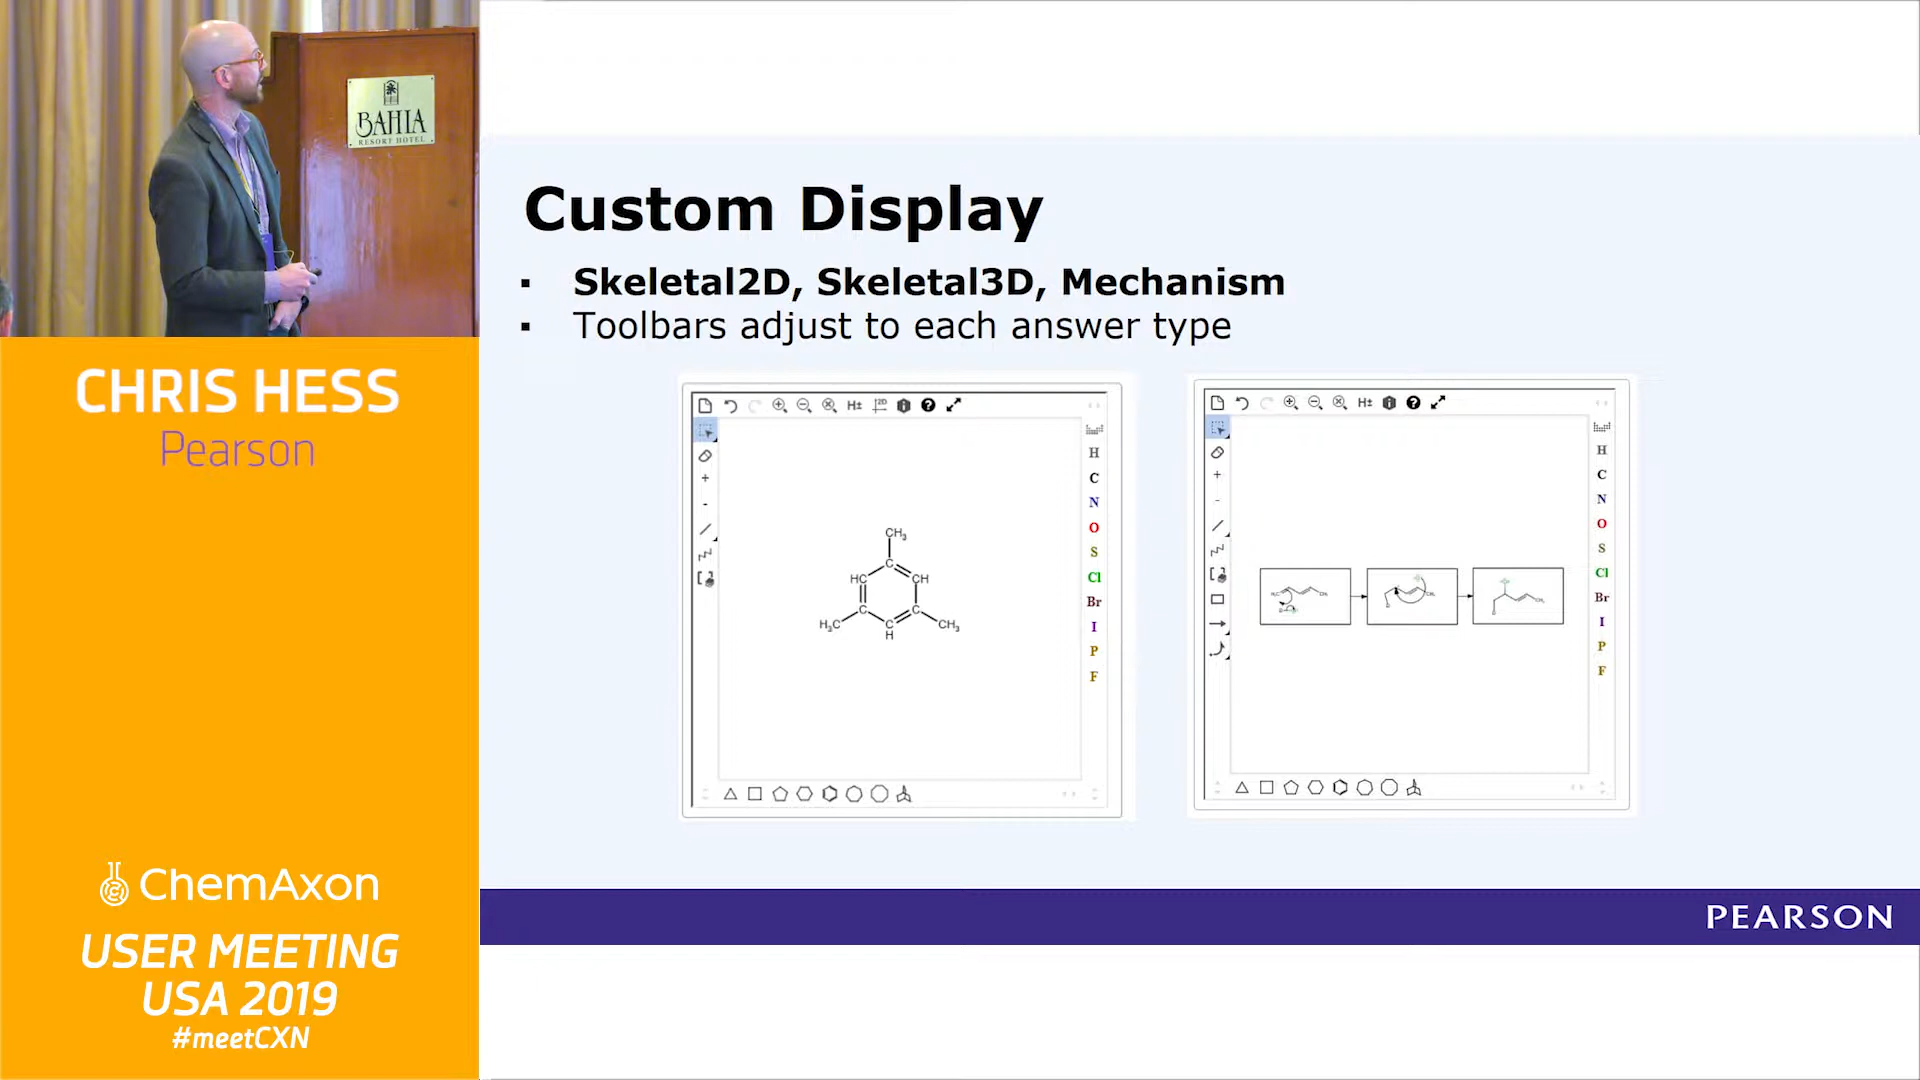 BAHIA
RESORT HOTEL
CHRIS HESS
Pearson
ChemAxon
USER MEETING
USA 2019
#meetCXN
Custom Display
▪ Skeletal2D, Skeletal3D, Mechanism
▪ Toolbars adjust to each answer type
H±
2D
H
C
N
O
S
Cl
Br
I
P
F
CH₃
C
HC
CH
C
C
H₃C
C
H
CH₃
H±
H
C
N
O
S
Cl
Br
I
P
F
PEARSON